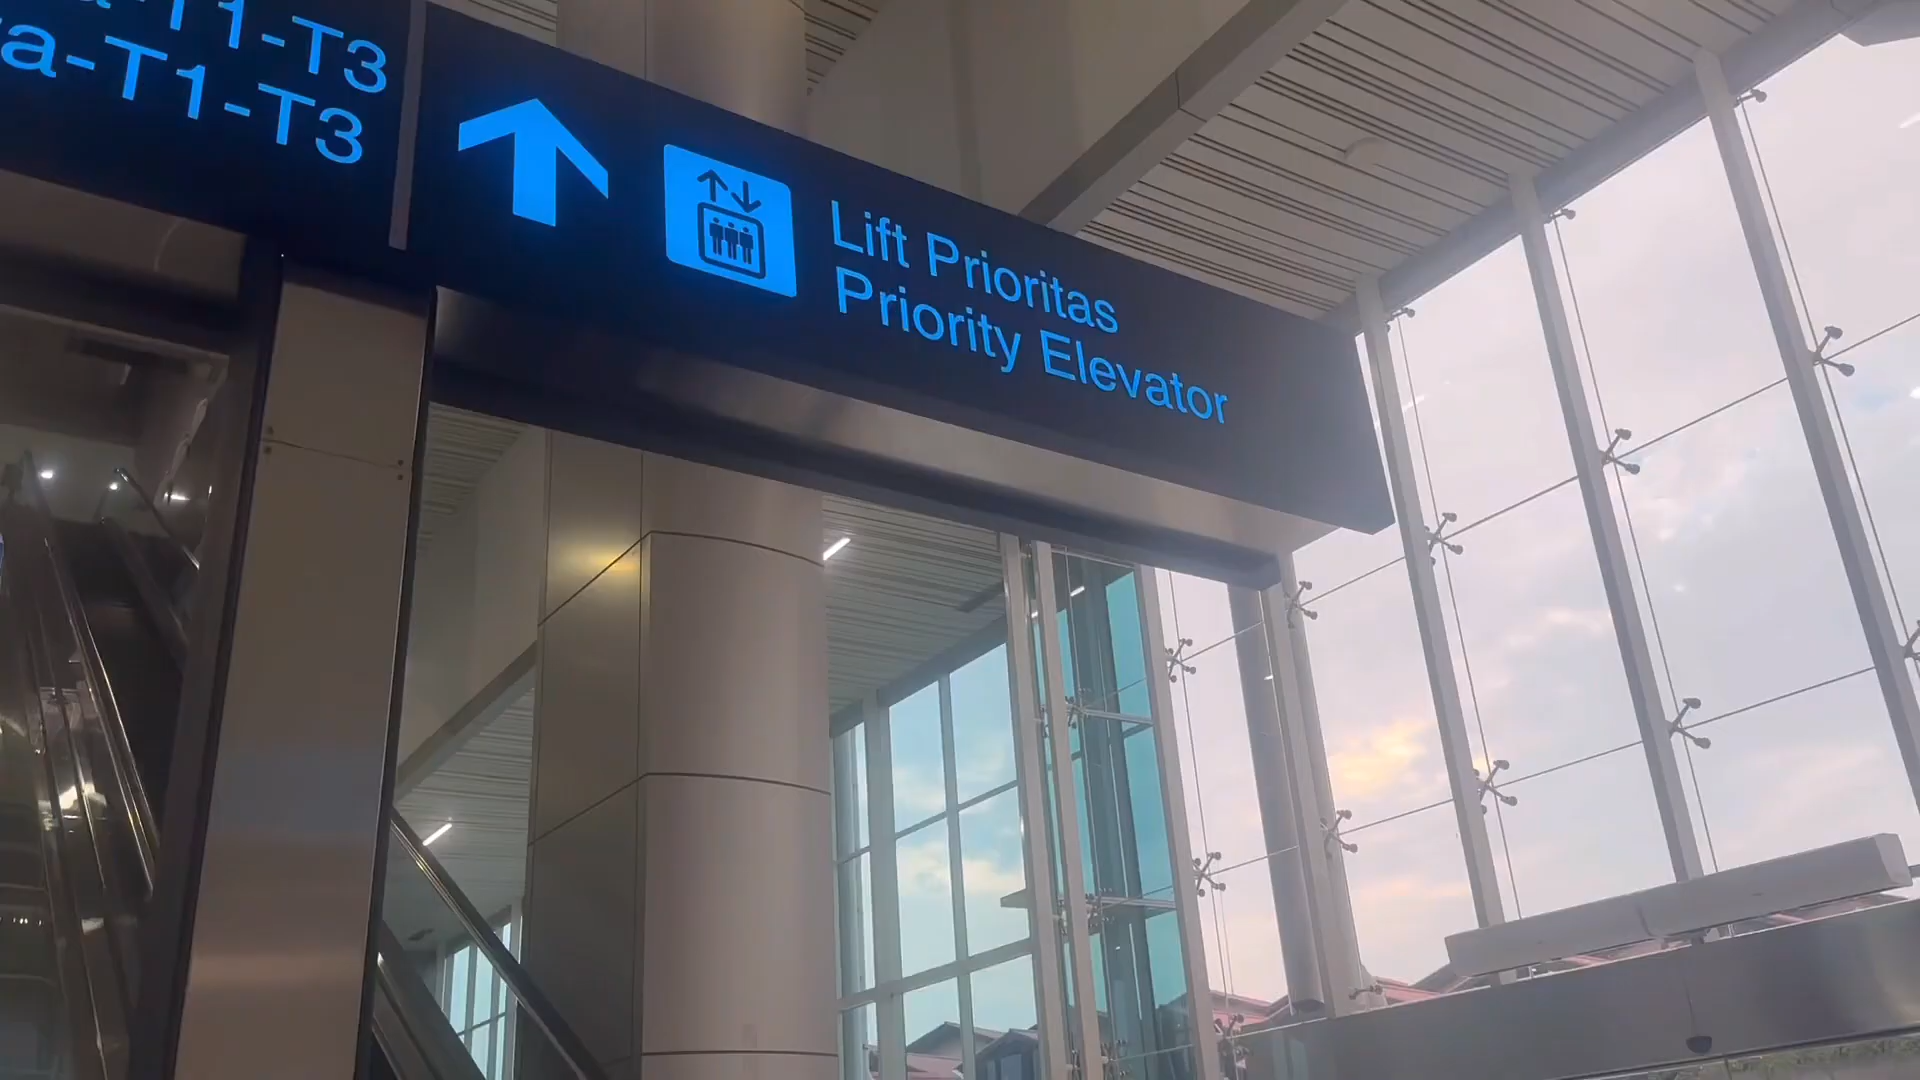 T1-T3
a-T1-T3
Lift Prioritas
Priority Elevator